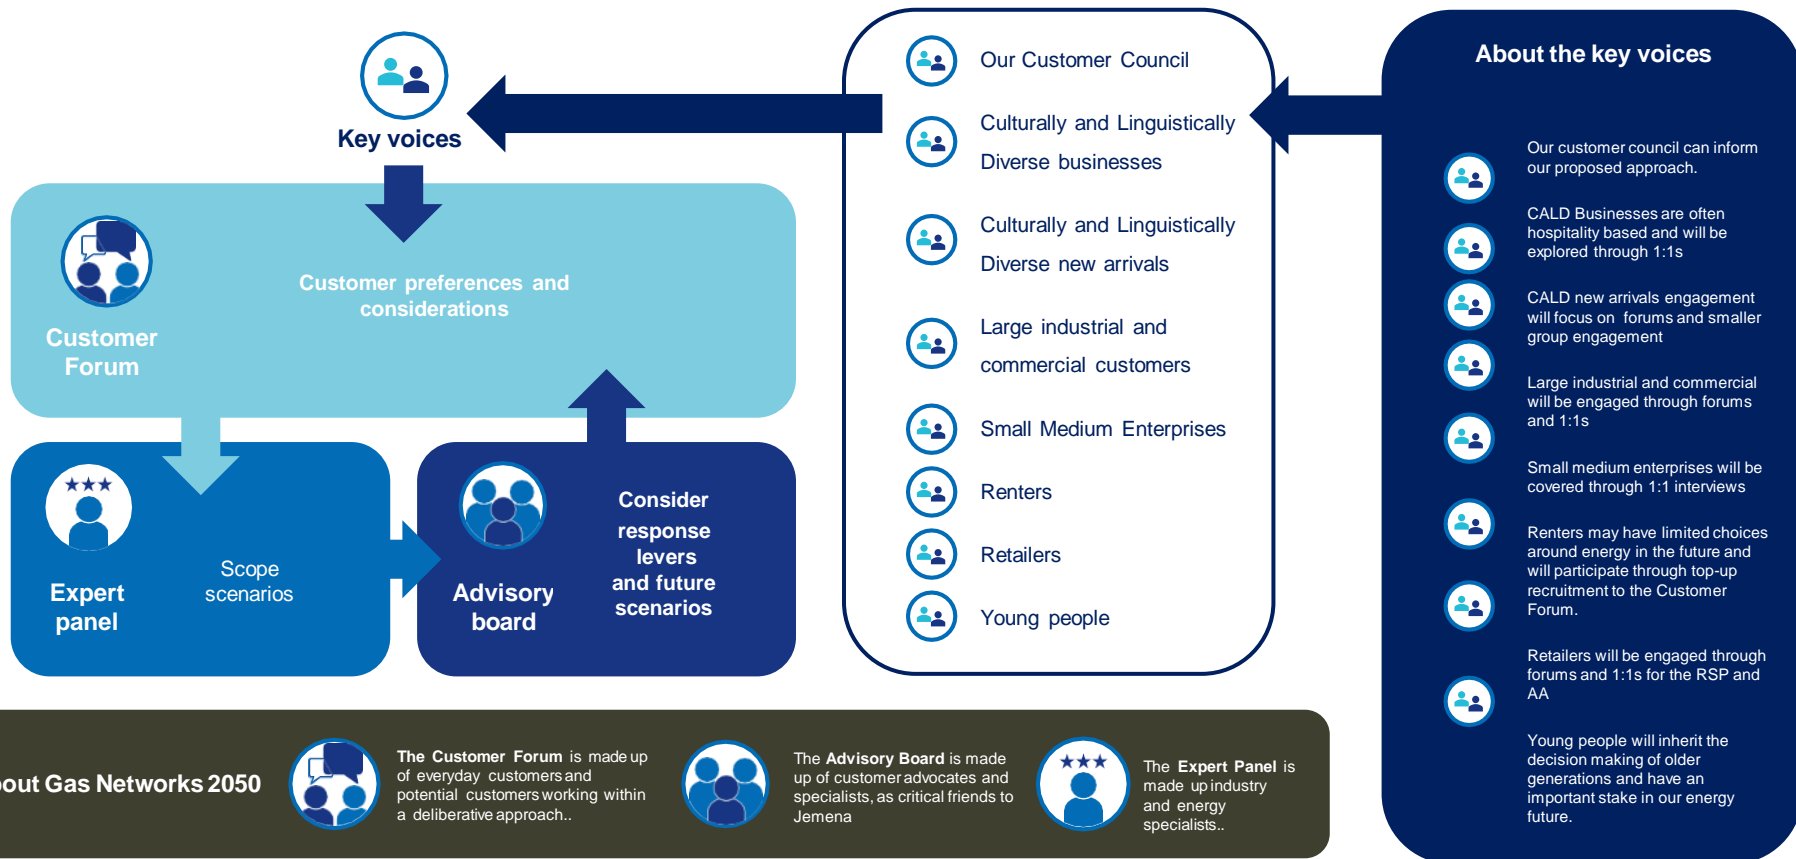 Key voices
Customer preferences and
considerations
Customer
Forum
Expert
panel
Scope
scenarios
Advisory
board
Consider
response
levers
and future
scenarios
Our Customer Council
Culturally and Linguistically
Diverse businesses
Culturally and Linguistically
Diverse new arrivals
Large industrial and
commercial customers
Small Medium Enterprises
Renters
Retailers
Young people
About the key voices
Our customer council can inform
our proposed approach.
CALD Businesses are often
hospitality based and will be
explored through 1:1s
CALD new arrivals engagement
will focus on forums and smaller
group engagement
Large industrial and commercial
will be engaged through forums
and 1:1s
Small medium enterprises will be
covered through 1:1 interviews
Renters may have limited choices
around energy in the future and
will participate through top-up
recruitment to the Customer
Forum.
Retailers will be engaged through
forums and 1:1s for the RSP and
AA
Young people will inherit the
decision making of older
generations and have an
important stake in our energy
future.
bout Gas Networks 2050
The Customer Forum is made up
of everyday customers and
potential customers working within
a deliberative approach..
The Advisory Board is made
up of customer advocates and
specialists, as critical friends to
Jemena
The Expert Panel is
made up industry
and energy
specialists..